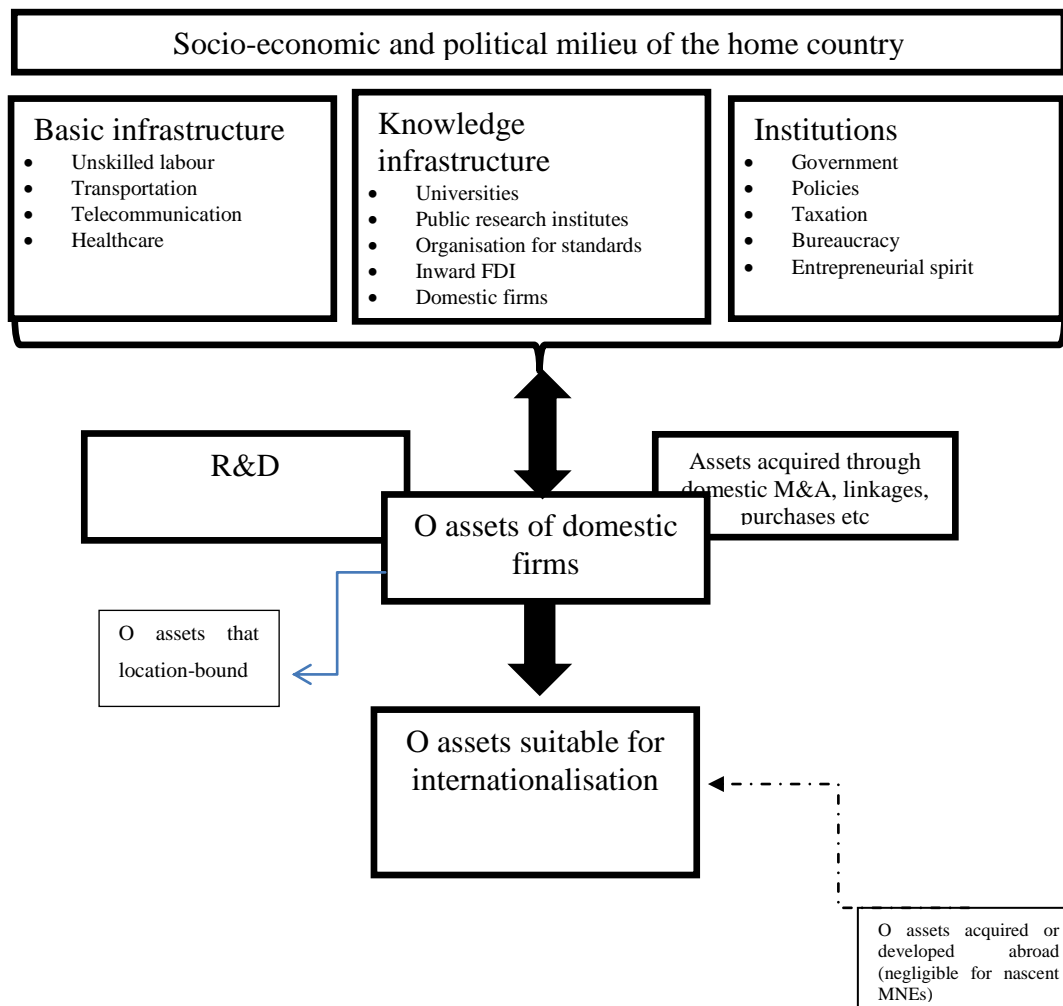 Socio-economic and political milieu of the home country
Basic infrastructure
• Unskilled labour
• Transportation
• Telecommunication
• Healthcare
Knowledge
infrastructure
• Universities
• Public research institutes
• Organisation for standards
• Inward FDI
• Domestic firms
Institutions
• Government
• Policies
• Taxation
• Bureaucracy
• Entrepreneurial spirit
R&D
Assets acquired through
domestic M&A, linkages,
purchases etc
O assets of domestic
firms
O assets that
location-bound
O assets suitable for
internationalisation
O assets acquired or
developed abroad
(negligible for nascent
MNEs)